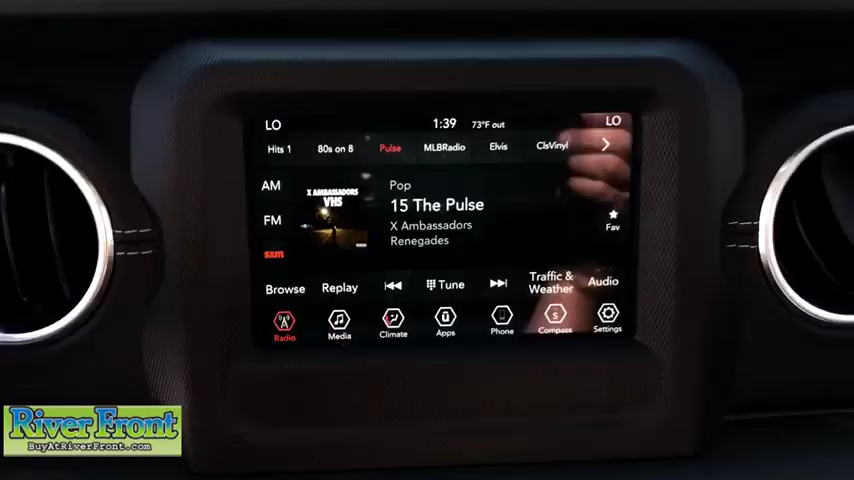 LO 1:39 73°F out LO
Hits 1 80s on 8 Pulse MLBRadio Elvis ClsVinyl
AM
FM
sxm
X AMBASSADORS
VHS
Pop
15 The Pulse
X Ambassadors
Renegades
Fav
Browse Replay Tune Traffic & Weather Audio
Radio Media Climate Apps Phone S Compass Settings
River Front
BuyAtRiverFront.com